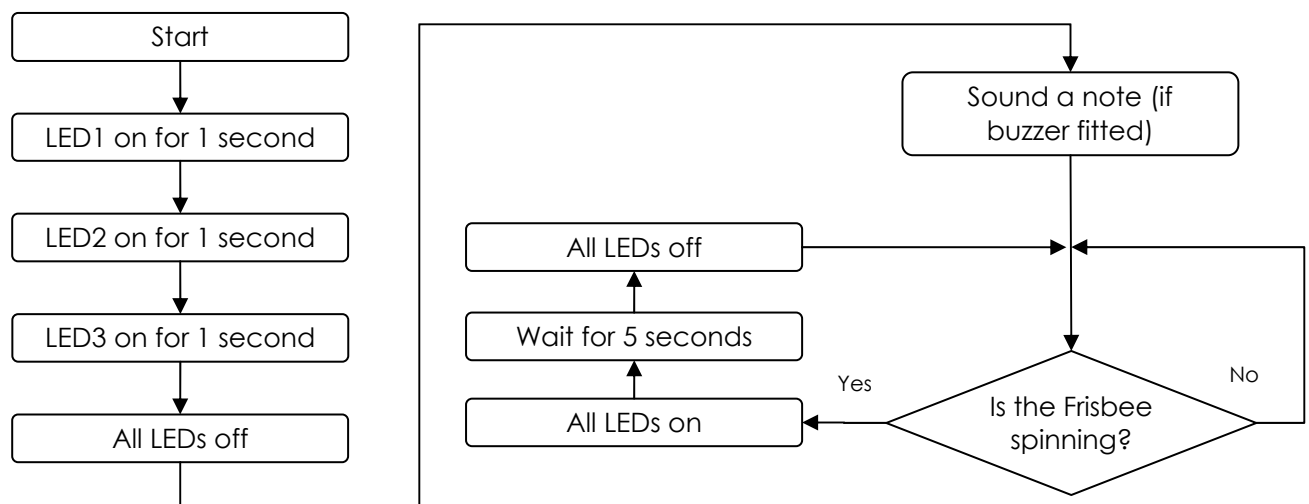 Start
LED1 on for 1 second
LED2 on for 1 second
LED3 on for 1 second
All LEDs off
Sound a note (if
buzzer fitted)
All LEDs off
Wait for 5 seconds
All LEDs on
Yes
Is the Frisbee
spinning?
No